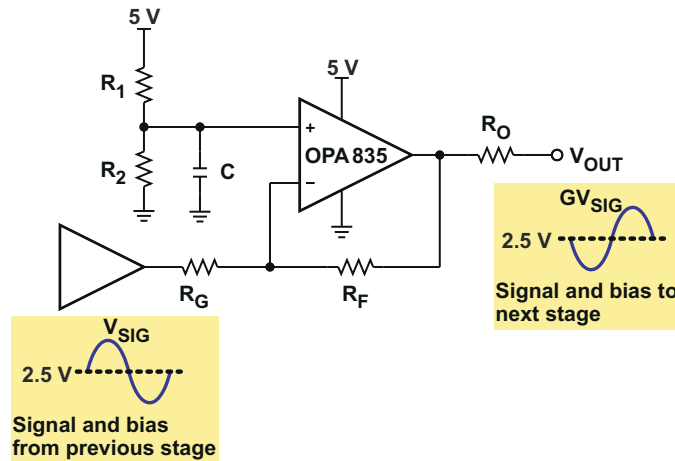 5 V
R1
5 V
+
OPA835
RO
VOUT
R2
C
−
GVSIG
2.5 V
RG
RF
Signal and bias to
next stage
VSIG
2.5 V
Signal and bias
from previous stage